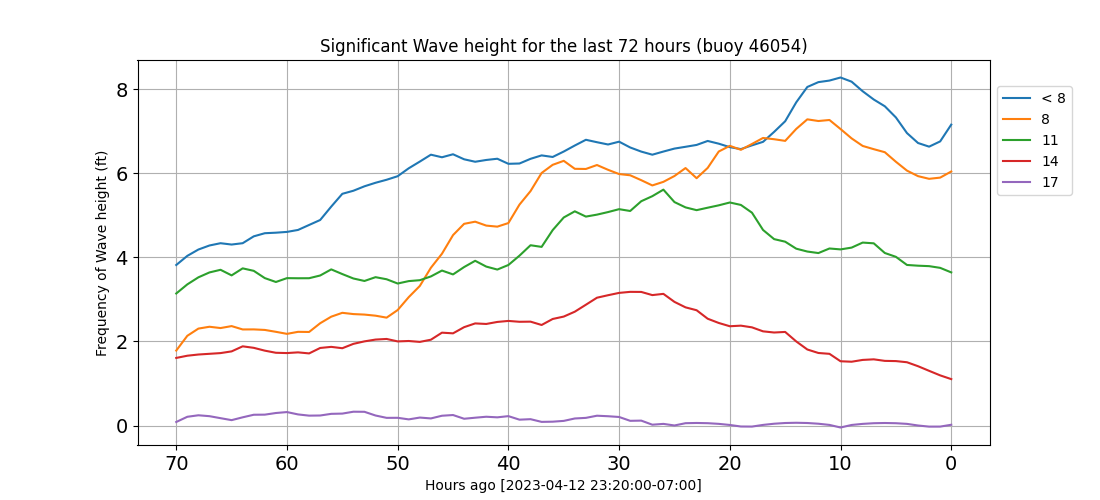 Significant Wave height for the last 72 hours (buoy 46054)
Frequency of Wave height (ft)
8
6
4
2
0
70 60 50 40 30 20 10 0
Hours ago [2023-04-12 23:20:00-07:00]
< 8
8
11
14
17